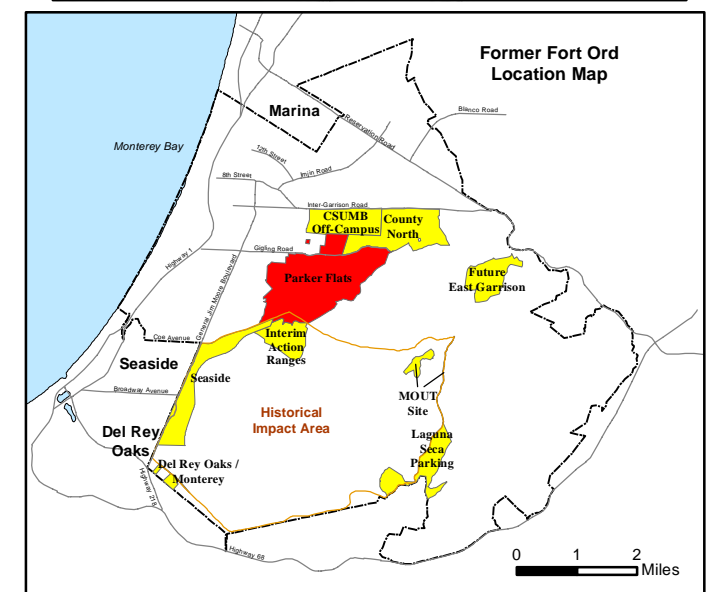 Former Fort Ord
Location Map
Marina
Blanco Road
Reservation Road
Monterey Bay
12th Street
Imjin Road
8th Street
Inter-Garrison Road
CSUMB
Off-Campus
County
North
Gigling Road
Highway 1
General Jim Moore Boulevard
Parker Flats
Future
East Garrison
Coe Avenue
Interim
Action
Ranges
Seaside
Seaside
Broadway Avenue
MOUT
Site
Historical
Impact Area
Del Rey
Oaks
Laguna
Seca
Parking
Del Rey Oaks /
Monterey
Highway 218
Highway 68
0 1 2
Miles